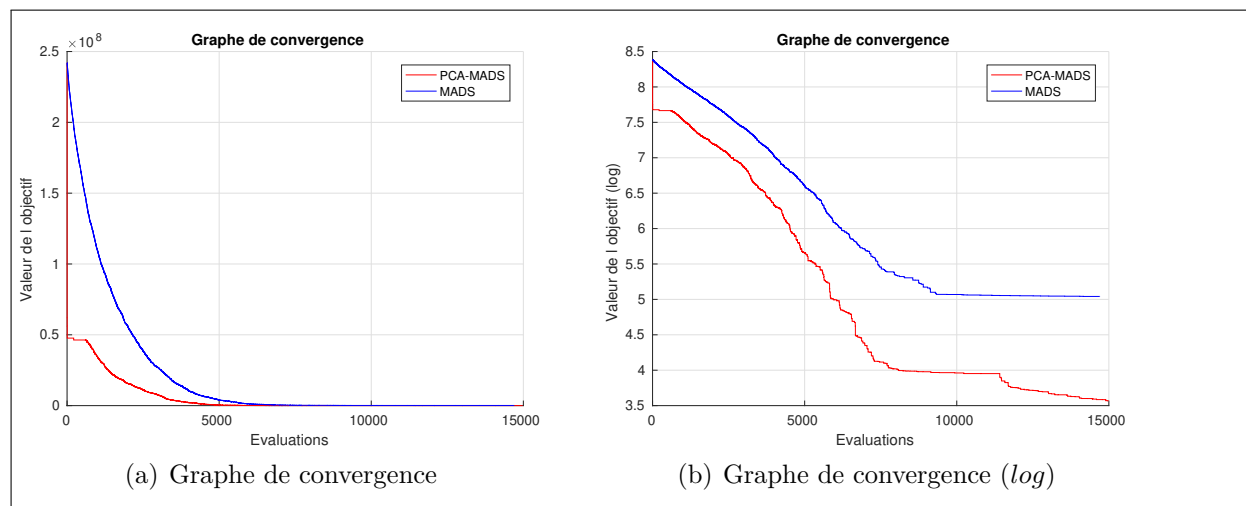 Graphe de convergence
×10^8
2.5
2
1.5
1
0.5
0
Valeur de l objectif
PCA-MADS
MADS
0
5000
10000
15000
Evaluations
(a) Graphe de convergence
Graphe de convergence
8.5
8
7.5
7
6.5
6
5.5
5
4.5
4
3.5
Valeur de l objectif (log)
PCA-MADS
MADS
0
5000
10000
15000
Evaluations
(b) Graphe de convergence (log)